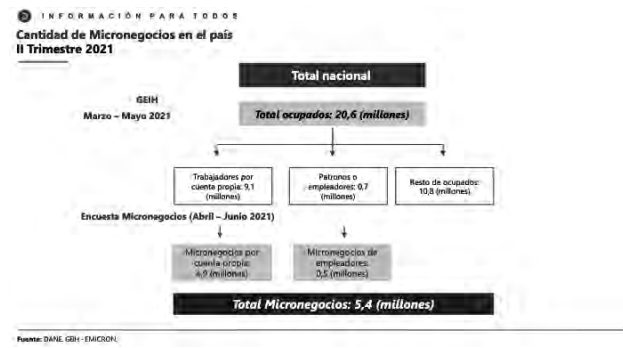 INFORMACIÓN PARA TODOS
Cantidad de Micronegocios en el país
II Trimestre 2021
Total nacional
GEIH
Marzo – Mayo 2021
Total ocupados: 20,6 (millones)
Trabajadores por
cuenta propia: 9,1
(millones)
Patronos o
empleadores: 0,7
(millones)
Resto de ocupados:
10,8 (millones)
Encuesta Micronegocios (Abril – Junio 2021)
Micronegocios por
cuenta propia:
4,9 (millones)
Micronegocios de
empleadores:
0,5 (millones)
Total Micronegocios: 5,4 (millones)
Fuente: DANE, GEIH - EMICRON.